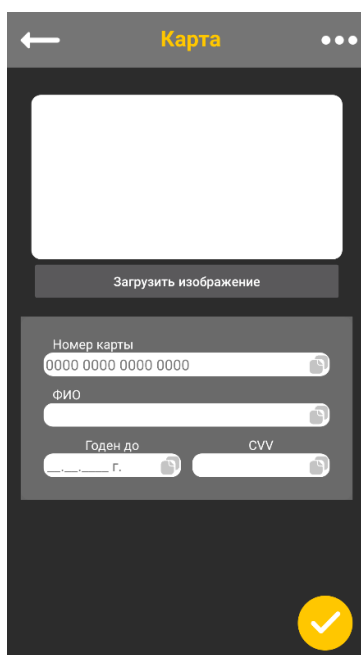 Карта
Загрузить изображение
Номер карты
0000 0000 0000 0000
ФИО
Годен до CVV
__.__.____ г.